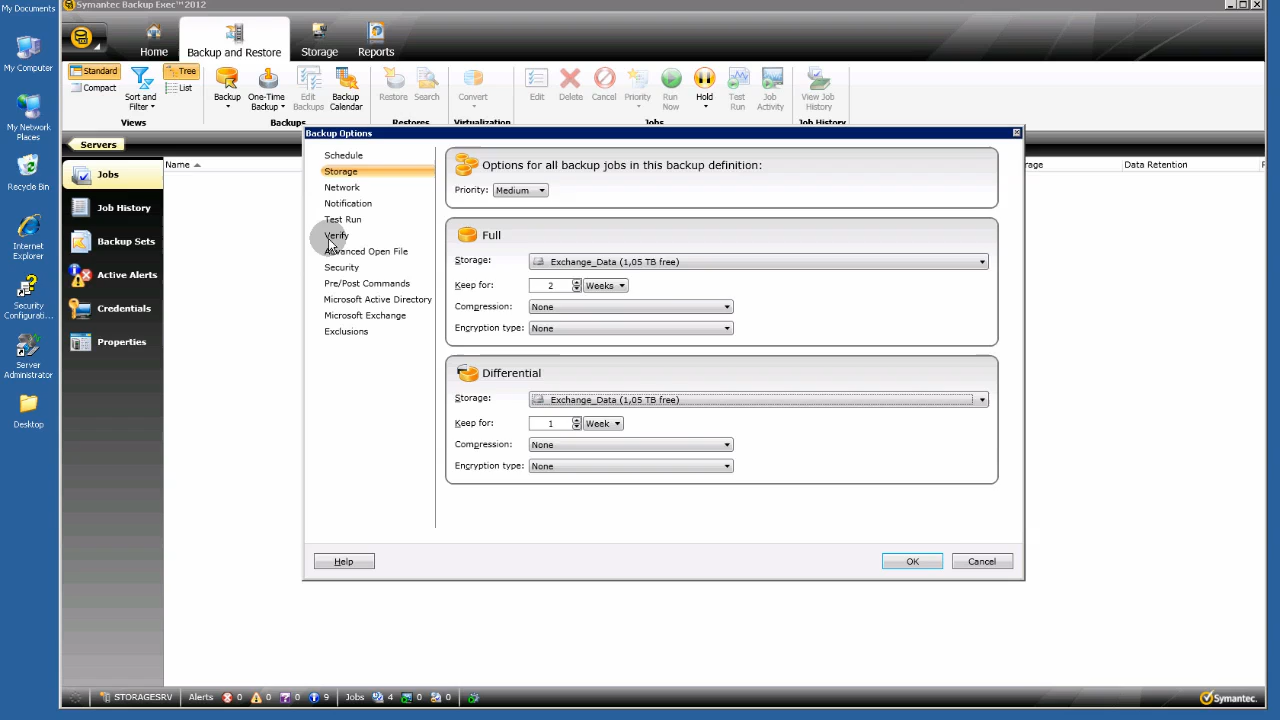 My Documents
My Computer
My Network
Places
Recycle Bin
Internet
Explorer
Security
Configurati...
Server
Administrator
Desktop
Symantec Backup Exec™ 2012
Home
Backup and Restore
Storage
Reports
Standard
Compact
Sort and
Filter
Tree
List
Views
Backup
One-Time
Backup
Edit
Backups
Backup
Calendar
Backups
Restore
Search
Restores
Convert
Virtualization
Edit
Delete
Cancel
Priority
Run
Now
Hold
Test
Run
Job
Activity
Jobs
View Job
History
Job History
Servers
Jobs
Job History
Backup Sets
Active Alerts
Credentials
Properties
Name
rage
Data Retention
Backup Options
Schedule
Storage
Network
Notification
Test Run
Verify
Advanced Open File
Security
Pre/Post Commands
Microsoft Active Directory
Microsoft Exchange
Exclusions
Options for all backup jobs in this backup definition:
Priority: Medium
Full
Storage: Exchange_Data (1,05 TB free)
Keep for: 2 Weeks
Compression: None
Encryption type: None
Differential
Storage: Exchange_Data (1,05 TB free)
Keep for: 1 Week
Compression: None
Encryption type: None
Help
OK
Cancel
STORAGESRV Alerts 0 0 0 9 Jobs 4 0 0
Symantec.